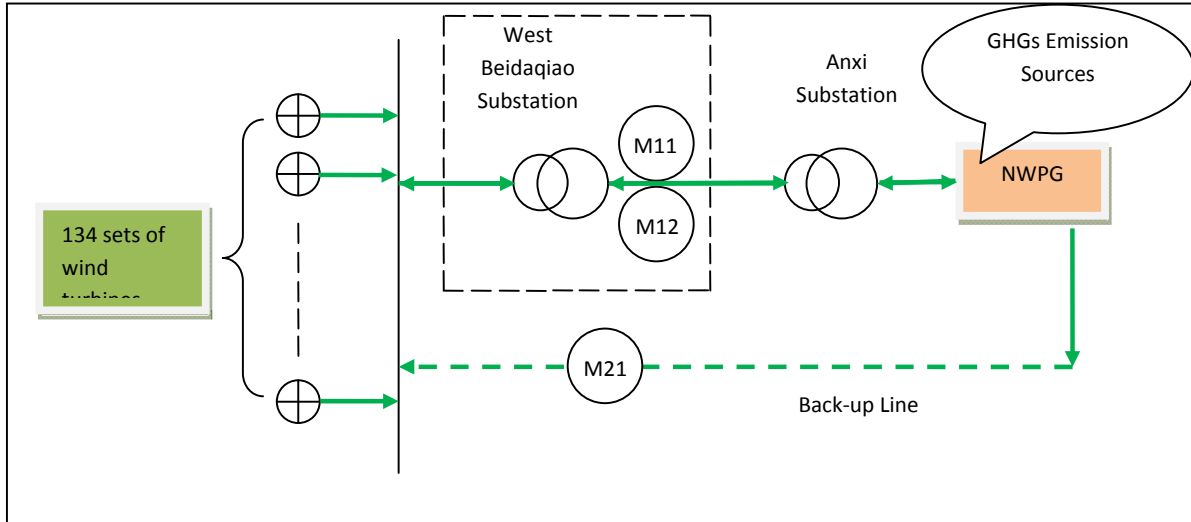 West
Beidaqiao
Substation
Anxi
Substation
GHGs Emission
Sources
M11
M12
NWPG
134 sets of
wind
M21
Back-up Line